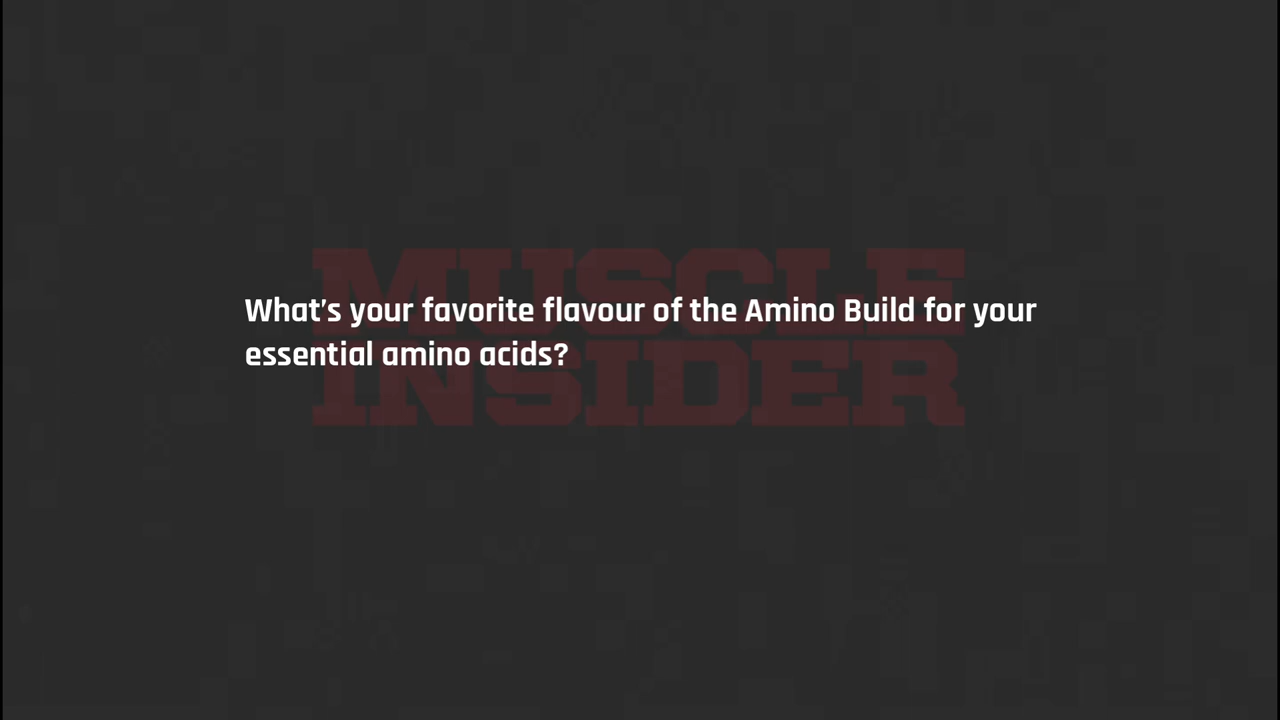 MUSCLE
INSIDER
What’s your favorite flavour of the Amino Build for your
essential amino acids?